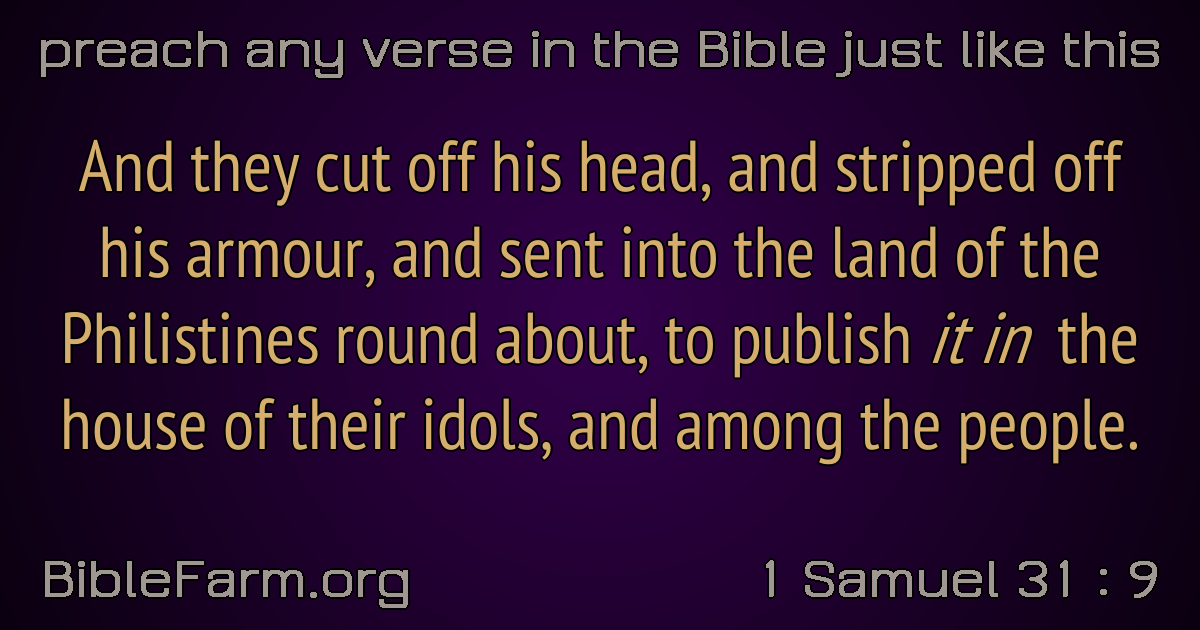 preach any verse in the Bible just like this
And they cut off his head, and stripped off
his armour, and sent into the land of the
Philistines round about, to publish it in the
house of their idols, and among the people.
BibleFarm.org
1 Samuel 31 : 9